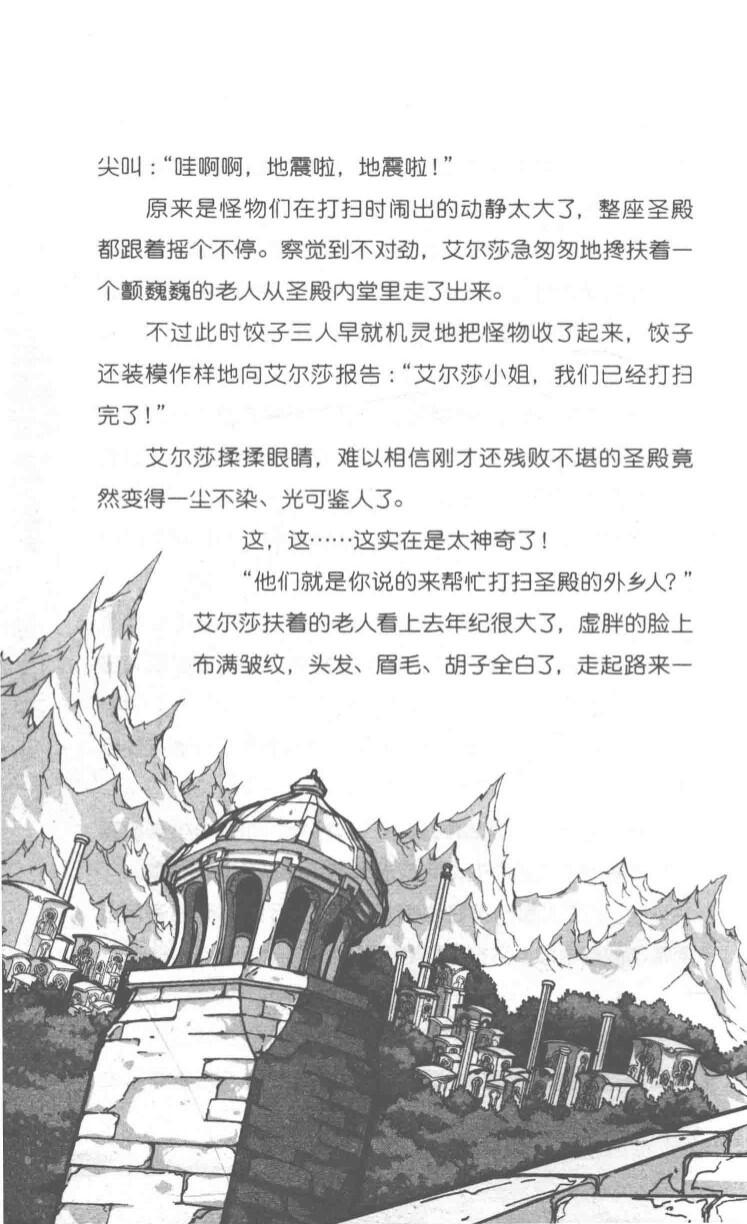 尖叫：“哇啊啊，地震啦，地震啦！”
原来是怪物们在打扫时闹出的动静太大了，整座圣殿
都跟着摇个不停。察觉到不对劲，艾尔莎急匆匆地搀扶着一
个颤巍巍的老人从圣殿内堂里走了出来。
不过此时饺子三人早就机灵地把怪物收了起来，饺子
还装模作样地向艾尔莎报告：“艾尔莎小姐，我们已经打扫
完了！”
艾尔莎揉揉眼睛，难以相信刚才还残败不堪的圣殿竟
然变得一尘不染、光可鉴人了。
这，这……这实在是太神奇了！
“他们就是你说的来帮忙打扫圣殿的外乡人？”
艾尔莎扶着的老人看上去年纪很大了，虚胖的脸上
布满皱纹，头发、眉毛、胡子全白了，走起路来一